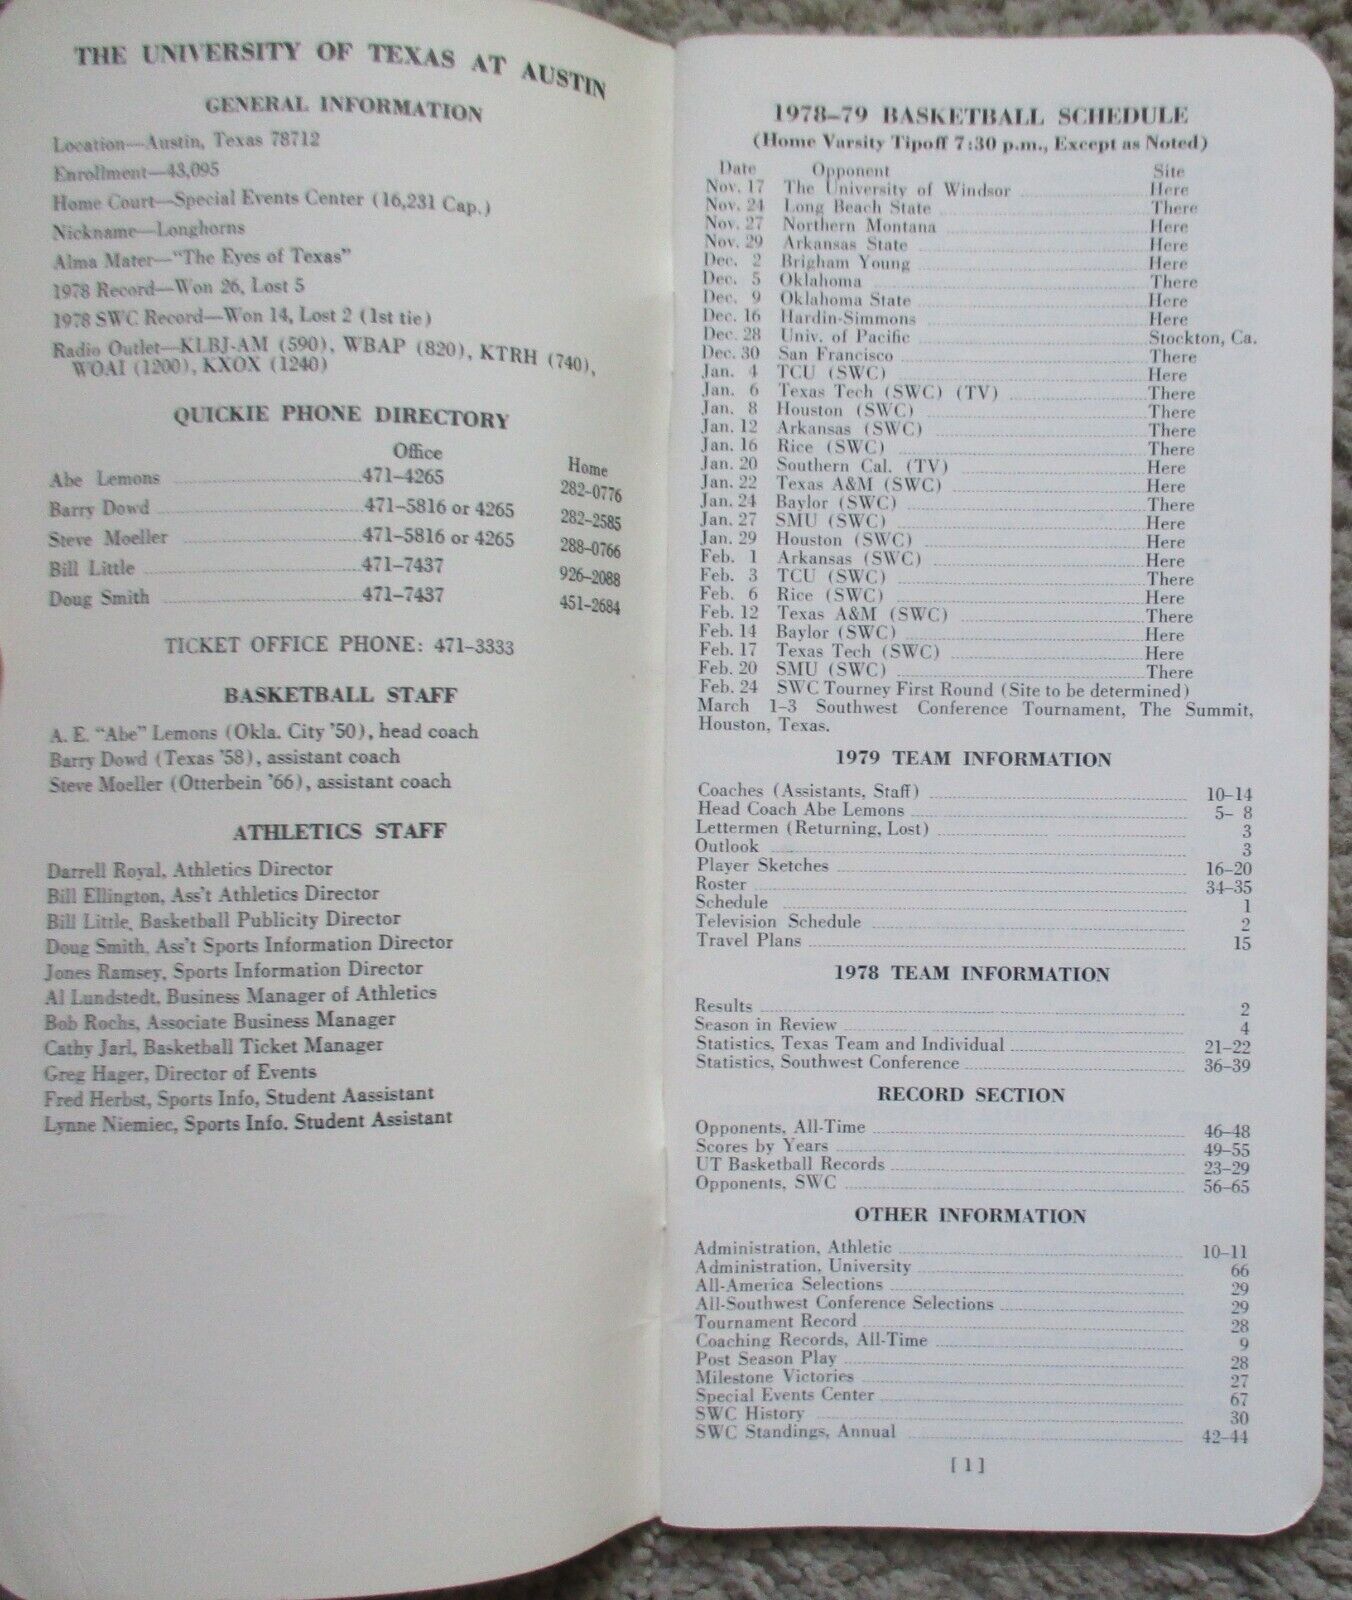 THE UNIVERSITY OF TEXAS AT AUSTIN
GENERAL INFORMATION
Location—Austin, Texas 78712
Enrollment—43,095
Home Court—Special Events Center (16,231 Cap.)
Nickname—Longhorns
Alma Mater—"The Eyes of Texas"
1978 Record—Won 26, Lost 5
1978 SWC Record—Won 14, Lost 2 (1st tie)
Radio Outlet—KLBJ-AM (590), WBAP (820), KTRH (740),
WOAI (1200), KXOX (1240)
QUICKIE PHONE DIRECTORY
Office Home
Abe Lemons 471–4265 282–0776
Barry Dowd 471–5816 or 4265 282–2585
Steve Moeller 471–5816 or 4265 288–0766
Bill Little 471–7437 926–2088
Doug Smith 471–7437 451–2684
TICKET OFFICE PHONE: 471–3333
BASKETBALL STAFF
A. E. "Abe" Lemons (Okla. City '50), head coach
Barry Dowd (Texas '58), assistant coach
Steve Moeller (Otterbein '66), assistant coach
ATHLETICS STAFF
Darrell Royal, Athletics Director
Bill Ellington, Ass't Athletics Director
Bill Little, Basketball Publicity Director
Doug Smith, Ass't Sports Information Director
Jones Ramsey, Sports Information Director
Al Lundstedt, Business Manager of Athletics
Bob Rochs, Associate Business Manager
Cathy Jarl, Basketball Ticket Manager
Greg Hager, Director of Events
Fred Herbst, Sports Info, Student Aassistant
Lynne Niemiec, Sports Info. Student Assistant
1978–79 BASKETBALL SCHEDULE
(Home Varsity Tipoff 7:30 p.m., Except as Noted)
Date Opponent Site
Nov. 17 The University of Windsor Here
Nov. 24 Long Beach State There
Nov. 27 Northern Montana Here
Nov. 29 Arkansas State Here
Dec. 2 Brigham Young Here
Dec. 5 Oklahoma There
Dec. 9 Oklahoma State Here
Dec. 16 Hardin-Simmons Here
Dec. 28 Univ. of Pacific Stockton, Ca.
Dec. 30 San Francisco There
Jan. 4 TCU (SWC) Here
Jan. 6 Texas Tech (SWC) (TV) There
Jan. 8 Houston (SWC) There
Jan. 12 Arkansas (SWC) There
Jan. 16 Rice (SWC) There
Jan. 20 Southern Cal. (TV) Here
Jan. 22 Texas A&M (SWC) Here
Jan. 24 Baylor (SWC) There
Jan. 27 SMU (SWC) Here
Jan. 29 Houston (SWC) Here
Feb. 1 Arkansas (SWC) Here
Feb. 3 TCU (SWC) There
Feb. 6 Rice (SWC) Here
Feb. 12 Texas A&M (SWC) There
Feb. 14 Baylor (SWC) Here
Feb. 17 Texas Tech (SWC) Here
Feb. 20 SMU (SWC) There
Feb. 24 SWC Tourney First Round (Site to be determined)
March 1–3 Southwest Conference Tournament, The Summit,
Houston, Texas.
1979 TEAM INFORMATION
Coaches (Assistants, Staff) 10–14
Head Coach Abe Lemons 5– 8
Lettermen (Returning, Lost) 3
Outlook 3
Player Sketches 16–20
Roster 34–35
Schedule 1
Television Schedule 2
Travel Plans 15
1978 TEAM INFORMATION
Results 2
Season in Review 4
Statistics, Texas Team and Individual 21–22
Statistics, Southwest Conference 36–39
RECORD SECTION
Opponents, All-Time 46–48
Scores by Years 49–55
UT Basketball Records 23–29
Opponents, SWC 56–65
OTHER INFORMATION
Administration, Athletic 10–11
Administration, University 66
All-America Selections 29
All-Southwest Conference Selections 29
Tournament Record 28
Coaching Records, All-Time 9
Post Season Play 28
Milestone Victories 27
Special Events Center 67
SWC History 30
SWC Standings, Annual 42–44
[ 1 ]